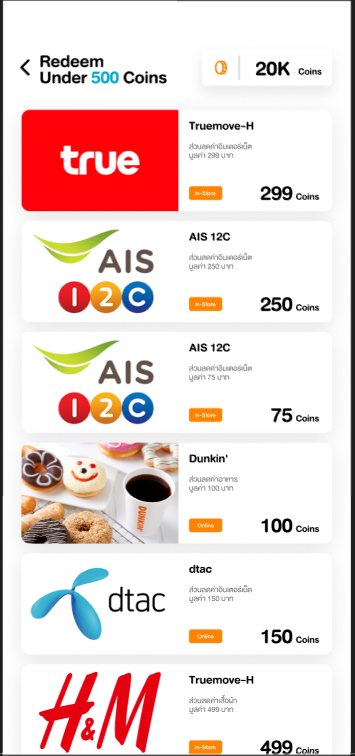 Redeem
Under 500 Coins
20K Coins
true
Truemove-H
ส่วนลดค่าอินเตอร์เน็ต
มูลค่า 299 บาท
In-Store
299 Coins
AIS
12C
AIS 12C
ส่วนลดค่าอินเตอร์เน็ต
มูลค่า 250 บาท
In-Store
250 Coins
AIS
12C
AIS 12C
ส่วนลดค่าอินเตอร์เน็ต
มูลค่า 75 บาท
In-Store
75 Coins
DUNKIN'
Dunkin'
ส่วนลดค่าอาหาร
มูลค่า 100 บาท
Online
100 Coins
dtac
dtac
ส่วนลดค่าอินเตอร์เน็ต
มูลค่า 150 บาท
Online
150 Coins
H&M
Truemove-H
ส่วนลดค่าเสื้อผ้า
มูลค่า 499 บาท
In-Store
499 Coins